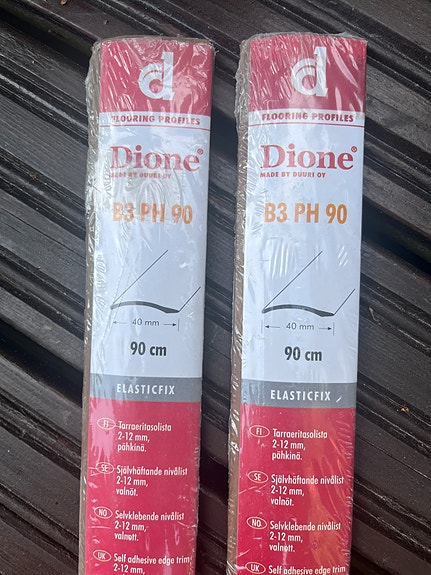 d
FLOORING PROFILES
Dione®
MADE BY DUURI OY
B3 PH 90
40 mm
90 cm
ELASTICFIX
FI Tarraeritasolista
2-12 mm,
pähkinä.
SE Självhäftande nivålist
2-12 mm,
valnöt.
NO Selvklebende nivålist
2-12 mm,
valnøtt.
UK Self adhesive edge trim
2-12 mm,
d
FLOORING PROFILES
Dione®
MADE BY DUURI OY
B3 PH 90
40 mm
90 cm
ELASTICFIX
FI Tarraeritasolista
2-12 mm,
pähkinä.
SE Självhäftande nivålist
2-12 mm,
valnöt.
NO Selvklebende nivålist
2-12 mm,
valnøtt.
UK Self adhesive edge trim
2-12 mm,